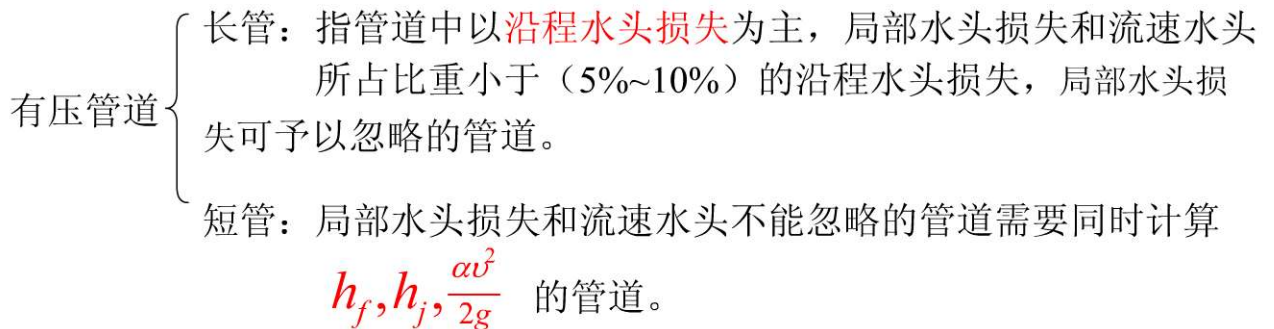 长管：指管道中以沿程水头损失为主，局部水头损失和流速水头
所占比重小于（5%~10%）的沿程水头损失，局部水头损
有压管道
失可予以忽略的管道。
短管：局部水头损失和流速水头不能忽略的管道需要同时计算
h_f,h_j,\frac{\alpha v^2}{2g} 的管道。